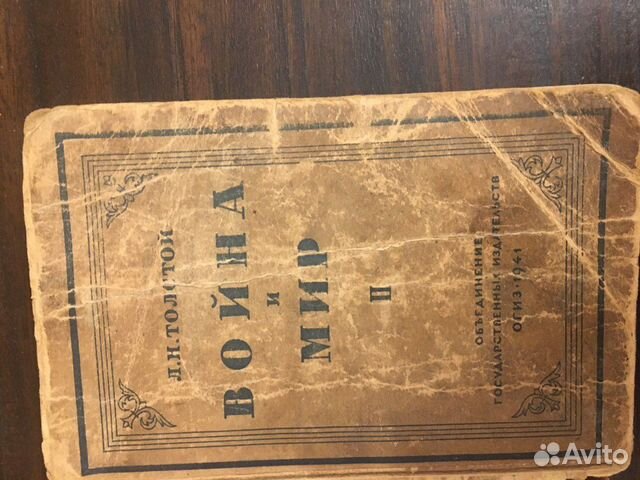 Л.Н.ТОЛСТОЙ
ВОЙНА
и
МИР
II
ОБЪЕДИНЕНИЕ
ГОСУДАРСТВЕННЫХ ИЗДАТЕЛЬСТВ
ОГИЗ·1941
Avito